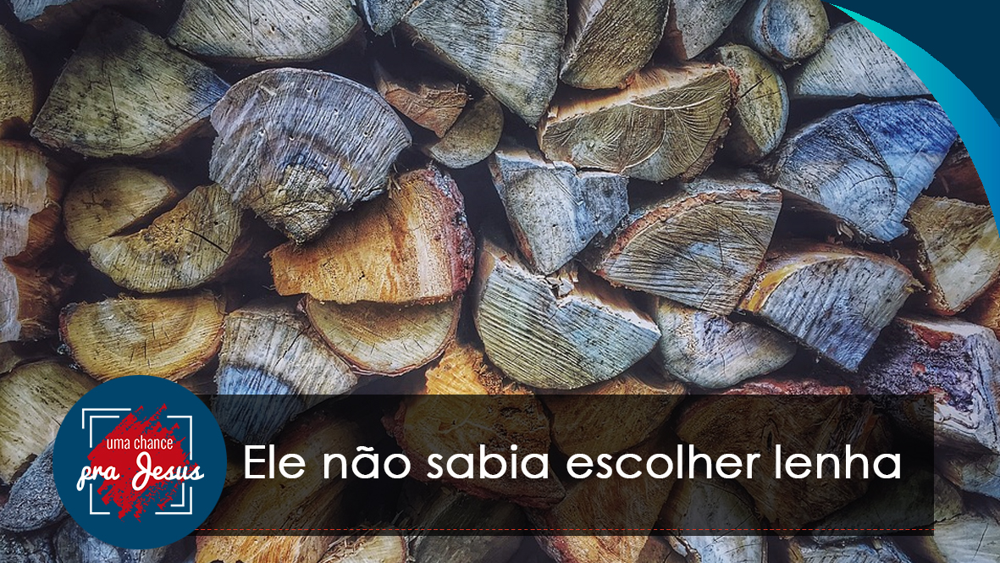 uma chance
pra Jesus
Ele não sabia escolher lenha